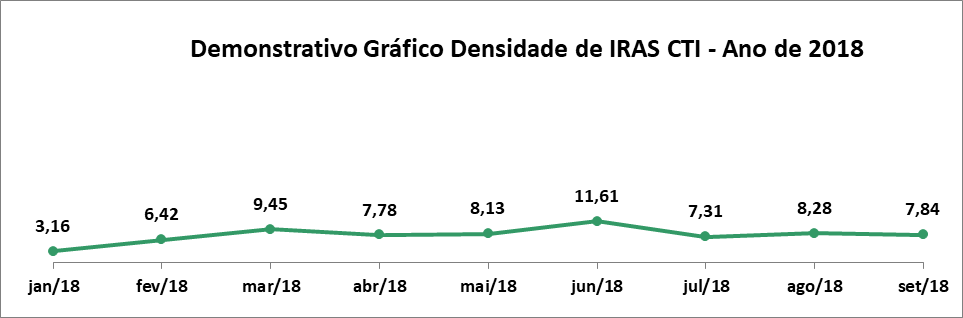 Demonstrativo Gráfico Densidade de IRAS CTI - Ano de 2018
3,16 6,42 9,45 7,78 8,13 11,61 7,31 8,28 7,84
jan/18 fev/18 mar/18 abr/18 mai/18 jun/18 jul/18 ago/18 set/18